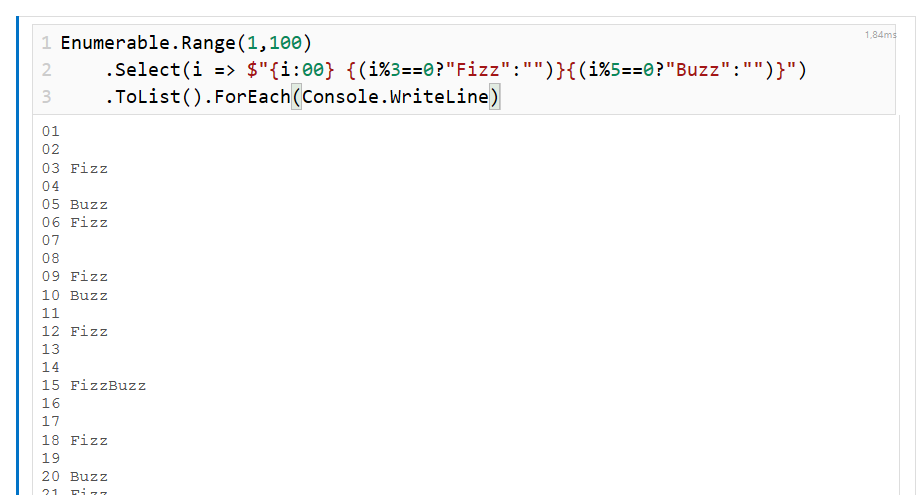 1,84ms
1 Enumerable.Range(1,100)
2 .Select(i => $"{i:00} {(i%3==0?"Fizz":"")}{(i%5==0?"Buzz":"")}")
3 .ToList().ForEach(Console.WriteLine)
01
02
03 Fizz
04
05 Buzz
06 Fizz
07
08
09 Fizz
10 Buzz
11
12 Fizz
13
14
15 FizzBuzz
16
17
18 Fizz
19
20 Buzz
21 Fizz